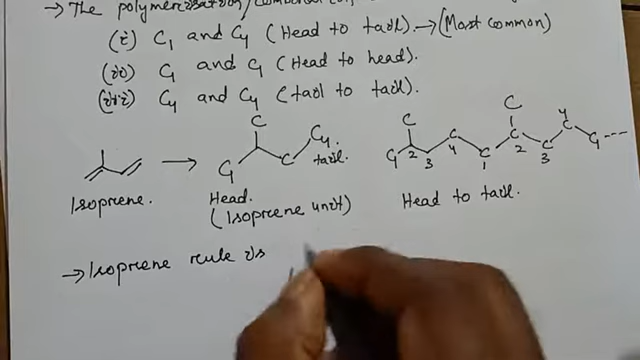 → The polymerisation/
(i) C1 and C4 (Head to tail). → (Most common)
(ii) C1 and C1 (Head to head).
(iii) C4 and C4 (tail to tail).
C C4 C1 C tail.
C C1 2 3 4 1 C 2 3 4 C1 ---
Isoprene. Head. Head to tail.
(Isoprene unit)
→ Isoprene rule is